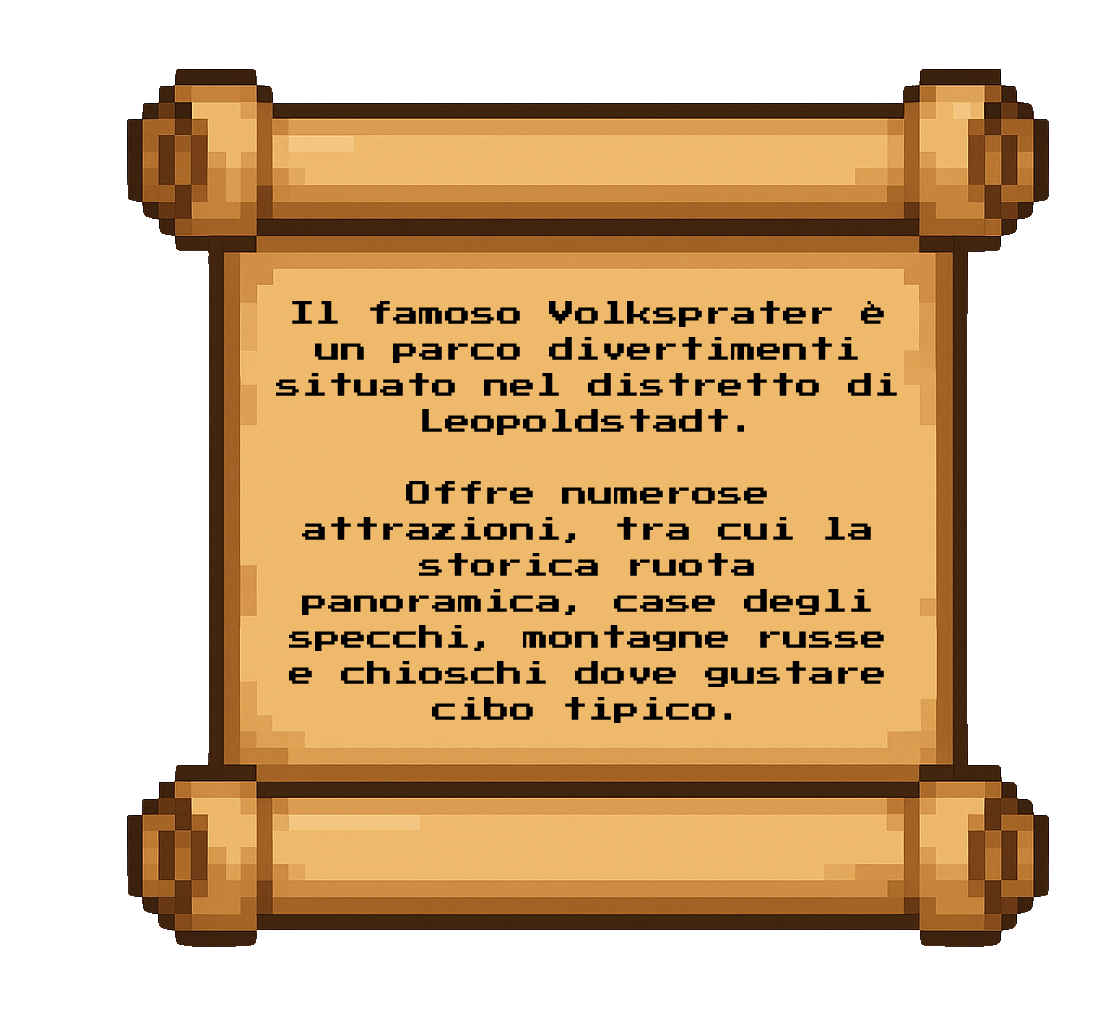 Il famoso Volksprater è
un parco divertimenti
situato nel distretto di
Leopoldstadt.
Offre numerose
attrazioni, tra cui la
storica ruota
panoramica, case degli
specchi, montagne russe
e chioschi dove gustare
cibo tipico.